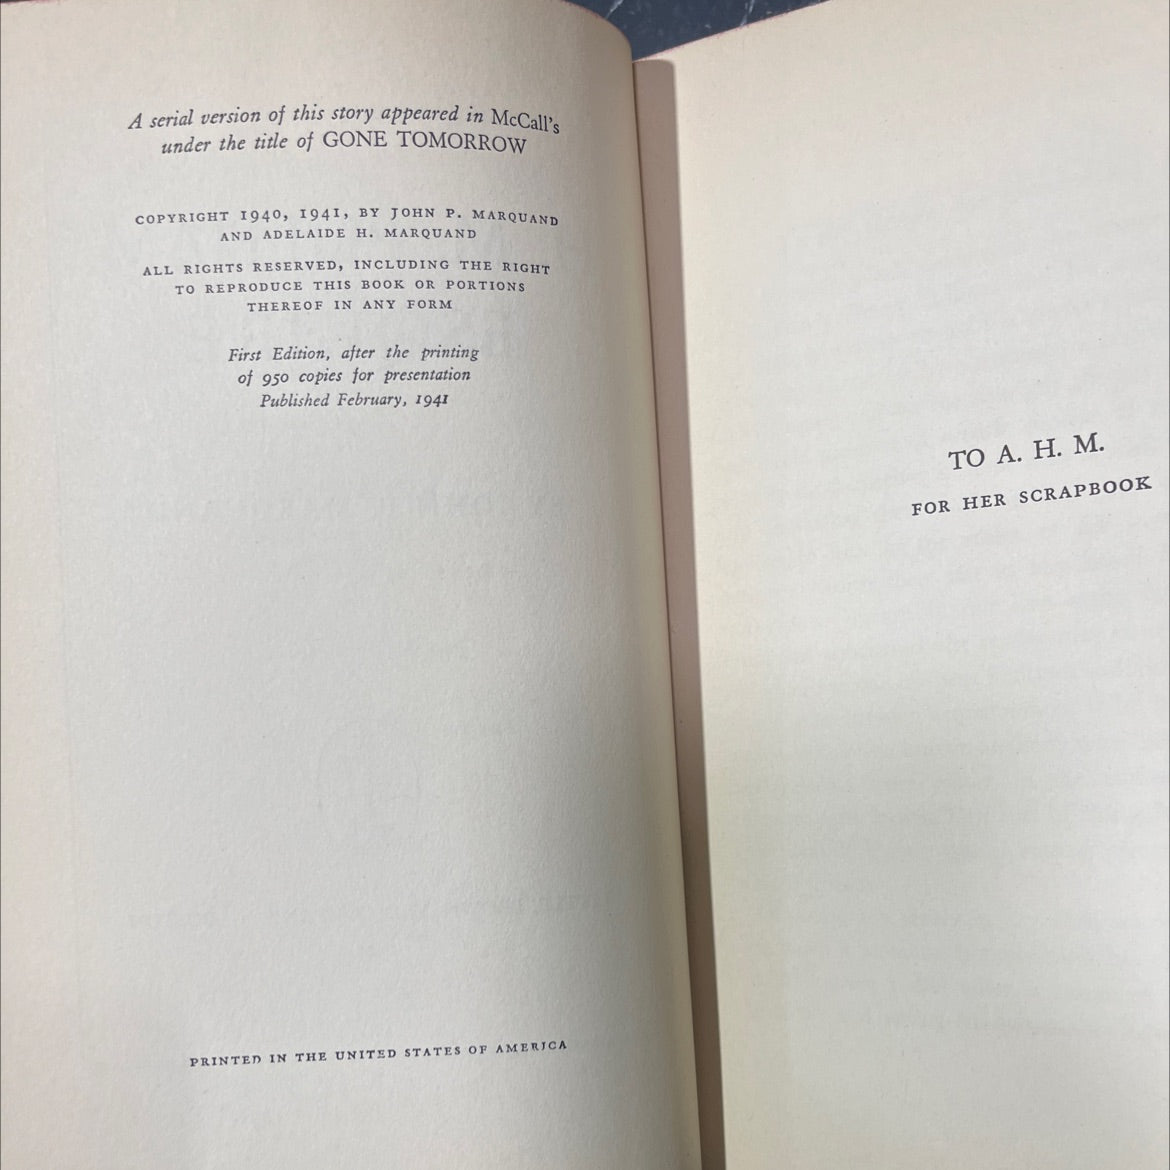 A serial version of this story appeared in McCall's
under the title of GONE TOMORROW
COPYRIGHT 1940, 1941, BY JOHN P. MARQUAND
AND ADELAIDE H. MARQUAND
ALL RIGHTS RESERVED, INCLUDING THE RIGHT
TO REPRODUCE THIS BOOK OR PORTIONS
THEREOF IN ANY FORM
First Edition, after the printing
of 950 copies for presentation
Published February, 1941
PRINTED IN THE UNITED STATES OF AMERICA
TO A. H. M.
FOR HER SCRAPBOOK